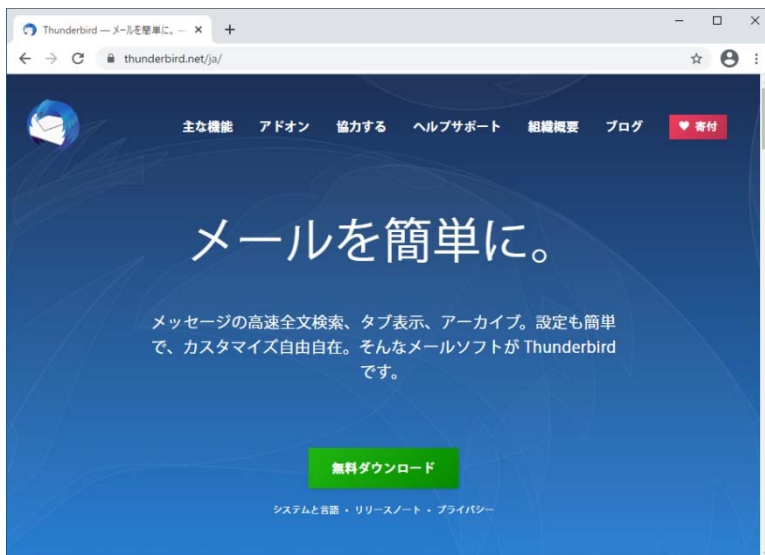 Thunderbird — メールを簡単に。 —
thunderbird.net/ja/
主な機能 アドオン 協力する ヘルプサポート 組織概要 ブログ ♥ 寄付
メールを簡単に。
メッセージの高速全文検索、タブ表示、アーカイブ。設定も簡単
で、カスタマイズ自由自在。そんなメールソフトが Thunderbird
です。
無料ダウンロード
システムと言語 • リリースノート • プライバシー